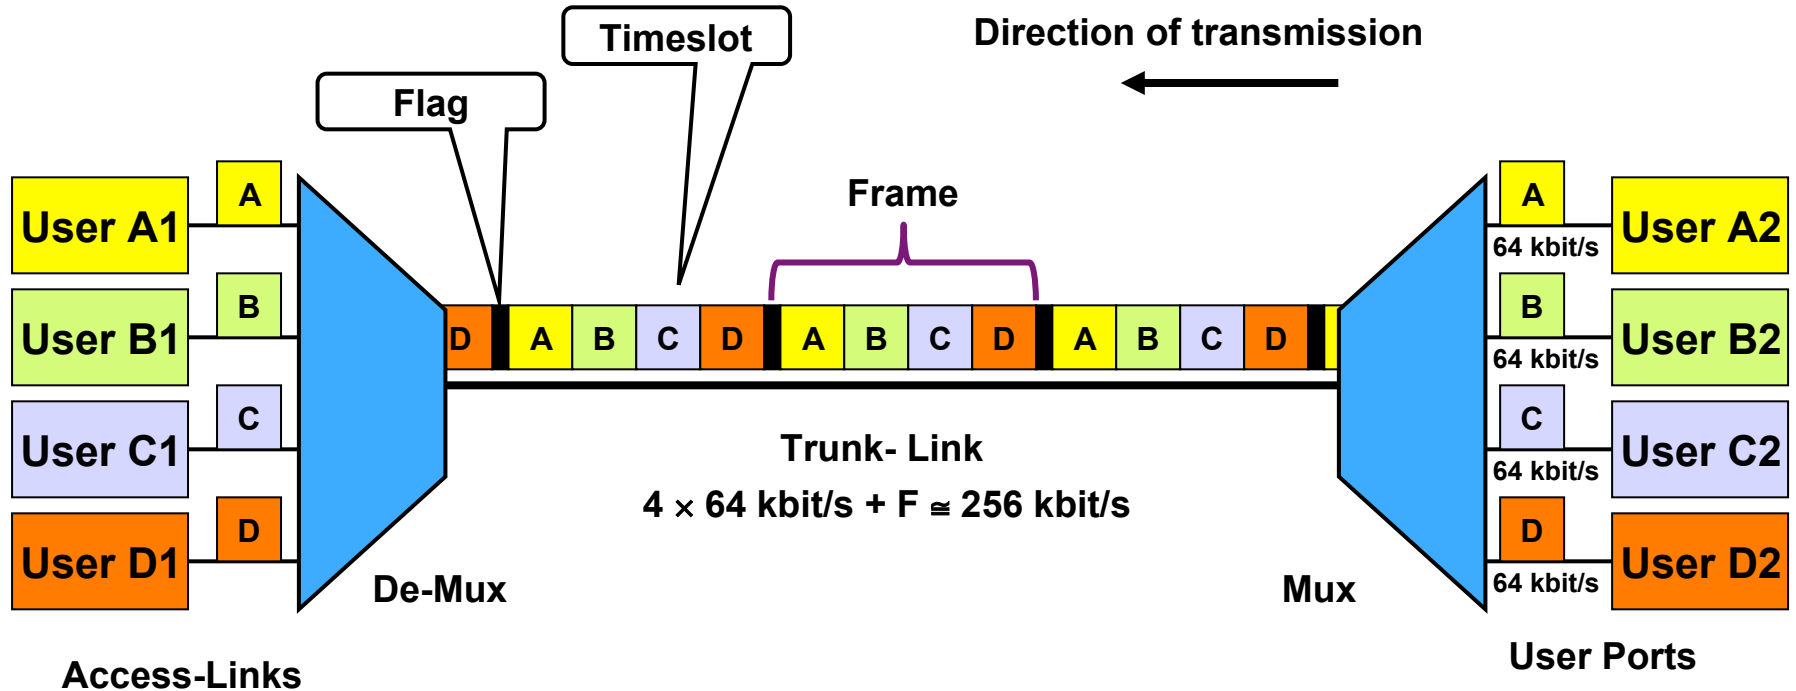 Timeslot
Direction of transmission
Flag
Frame
A
User A1
B
User B1
C
User C1
D
User D1
D A B C D A B C D A B C D
A
64 kbit/s
User A2
B
64 kbit/s
User B2
C
64 kbit/s
User C2
D
64 kbit/s
User D2
Trunk- Link
4 × 64 kbit/s + F ≅ 256 kbit/s
De-Mux
Mux
Access-Links
User Ports